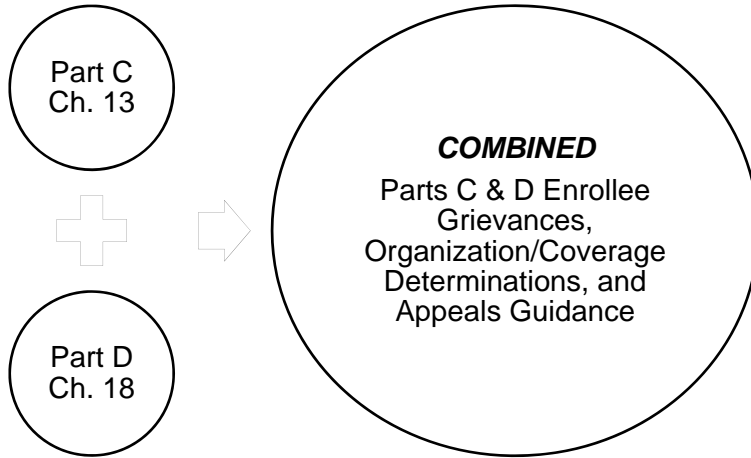 Part C
Ch. 13
Part D
Ch. 18
COMBINED
Parts C & D Enrollee
Grievances,
Organization/Coverage
Determinations, and
Appeals Guidance